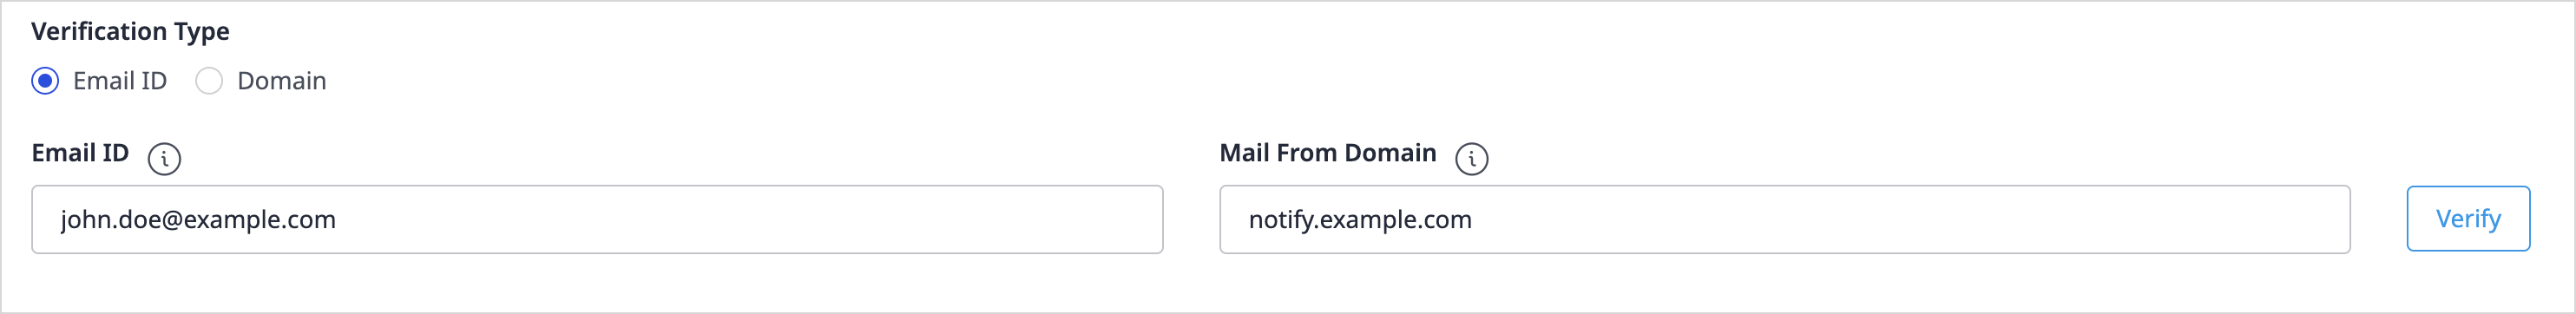 Verification Type
Email ID Domain
Email ID Mail From Domain
john.doe@example.com notify.example.com Verify